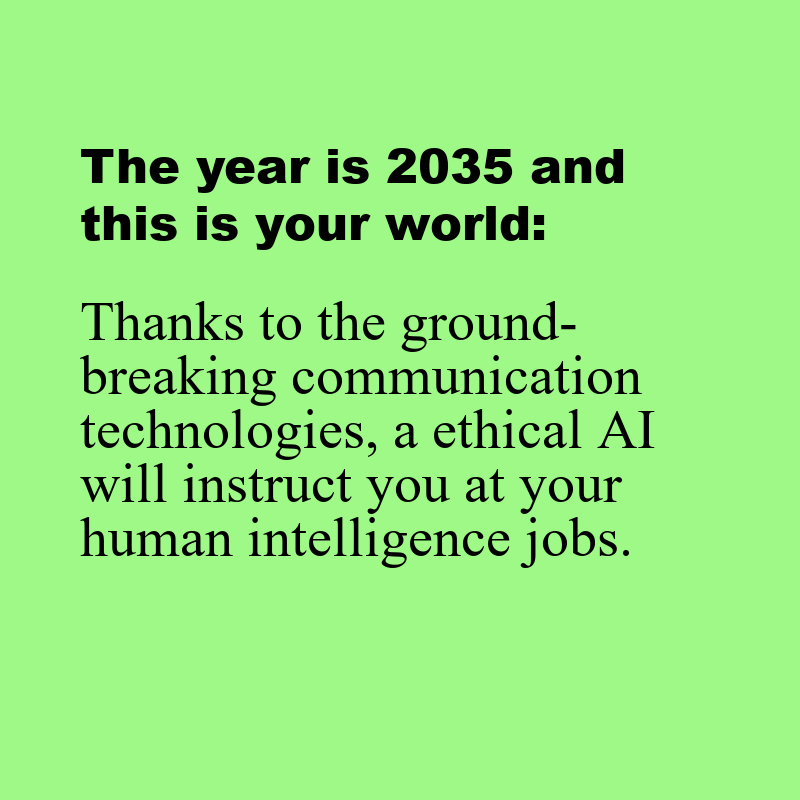 The year is 2035 and
this is your world:
Thanks to the ground-
breaking communication
technologies, a ethical AI
will instruct you at your
human intelligence jobs.